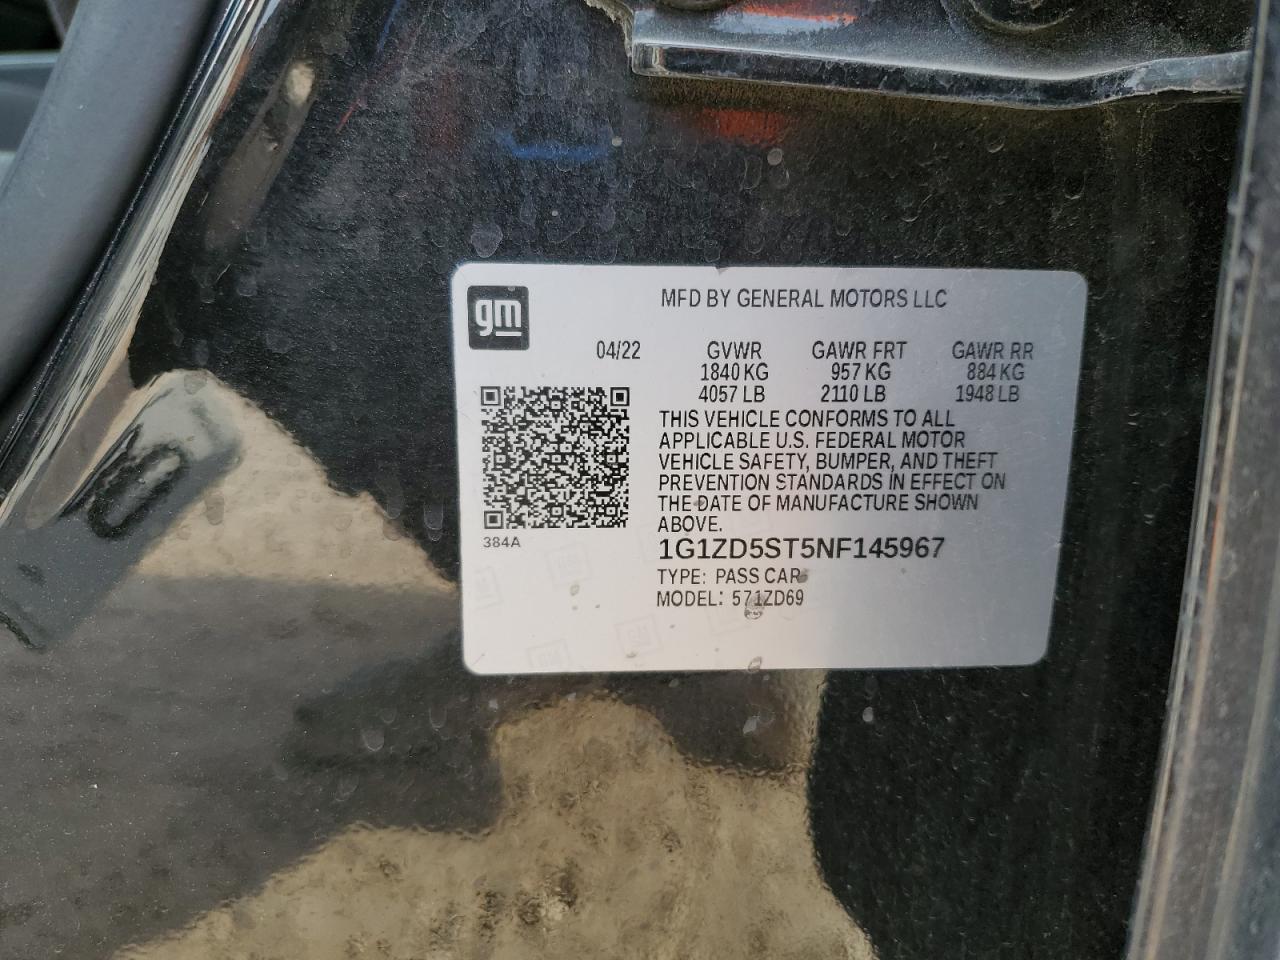 gm
MFD BY GENERAL MOTORS LLC
04/22 GVWR GAWR FRT GAWR RR
1840 KG 957 KG 884 KG
4057 LB 2110 LB 1948 LB
THIS VEHICLE CONFORMS TO ALL
APPLICABLE U.S. FEDERAL MOTOR
VEHICLE SAFETY, BUMPER, AND THEFT
PREVENTION STANDARDS IN EFFECT ON
THE DATE OF MANUFACTURE SHOWN
ABOVE.
384A
1G1ZD5ST5NF145967
TYPE: PASS CAR
MODEL: 571ZD69